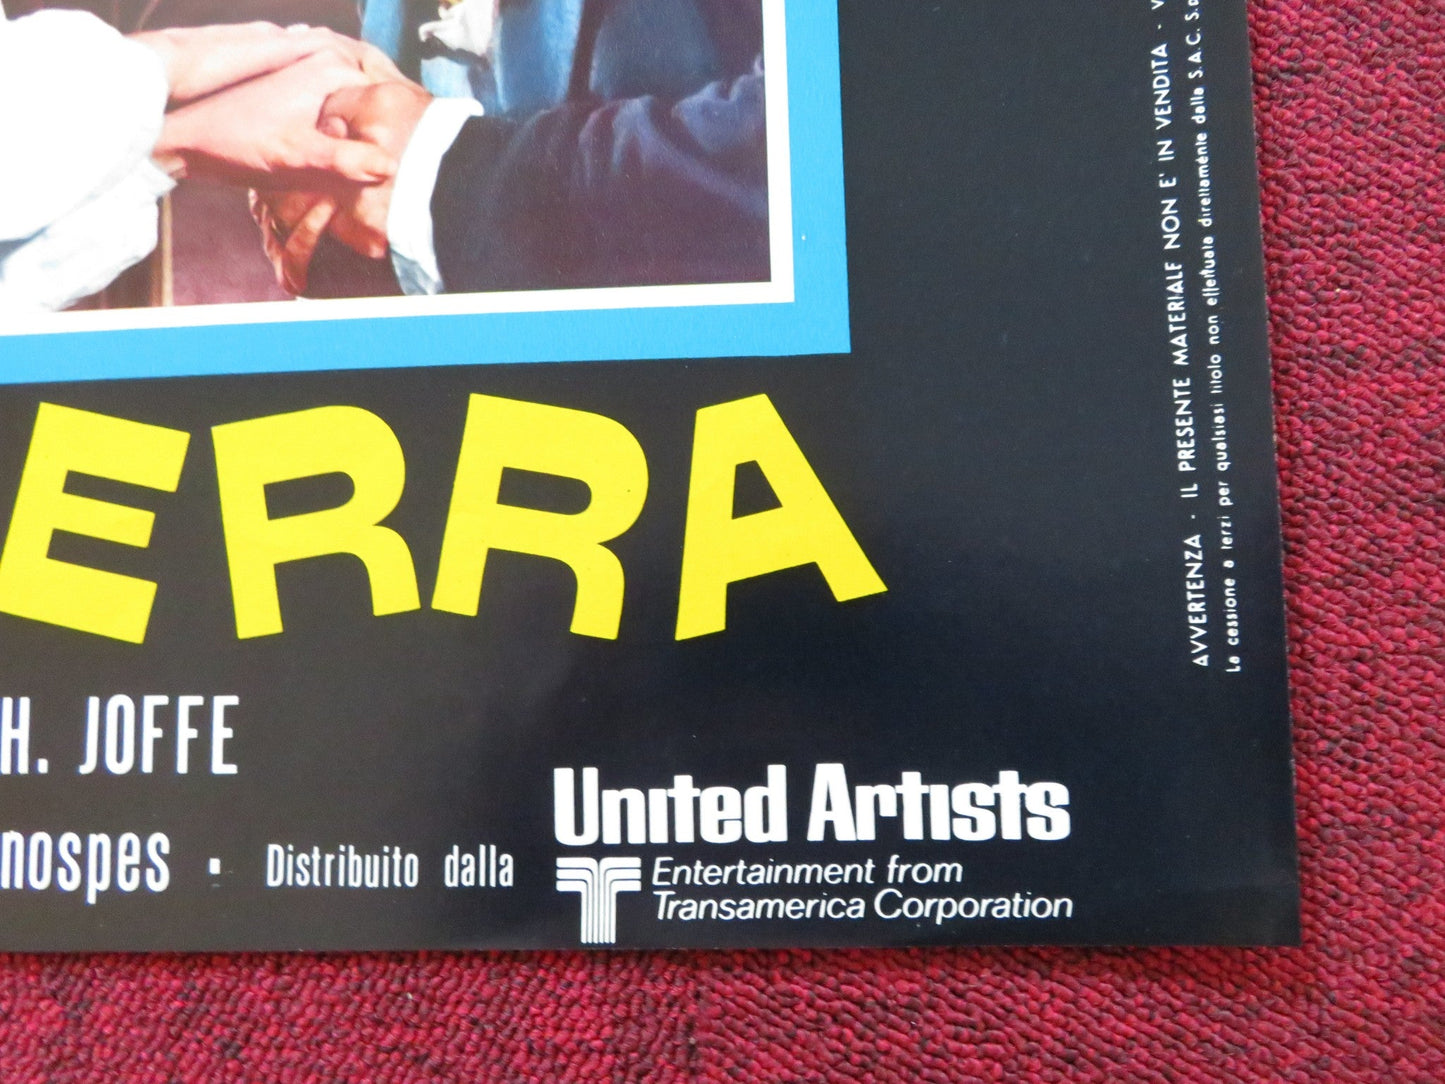 ERRA
H. JOFFE
nospes · Distribuito dalla
United Artists
Entertainment from
Transamerica Corporation
AVVERTENZA · IL PRESENTE MATERIALE NON E' IN VENDITA · V
La cessione a terzi per qualsiasi titolo non effettuata direttamente dalla S.A.C. S.p